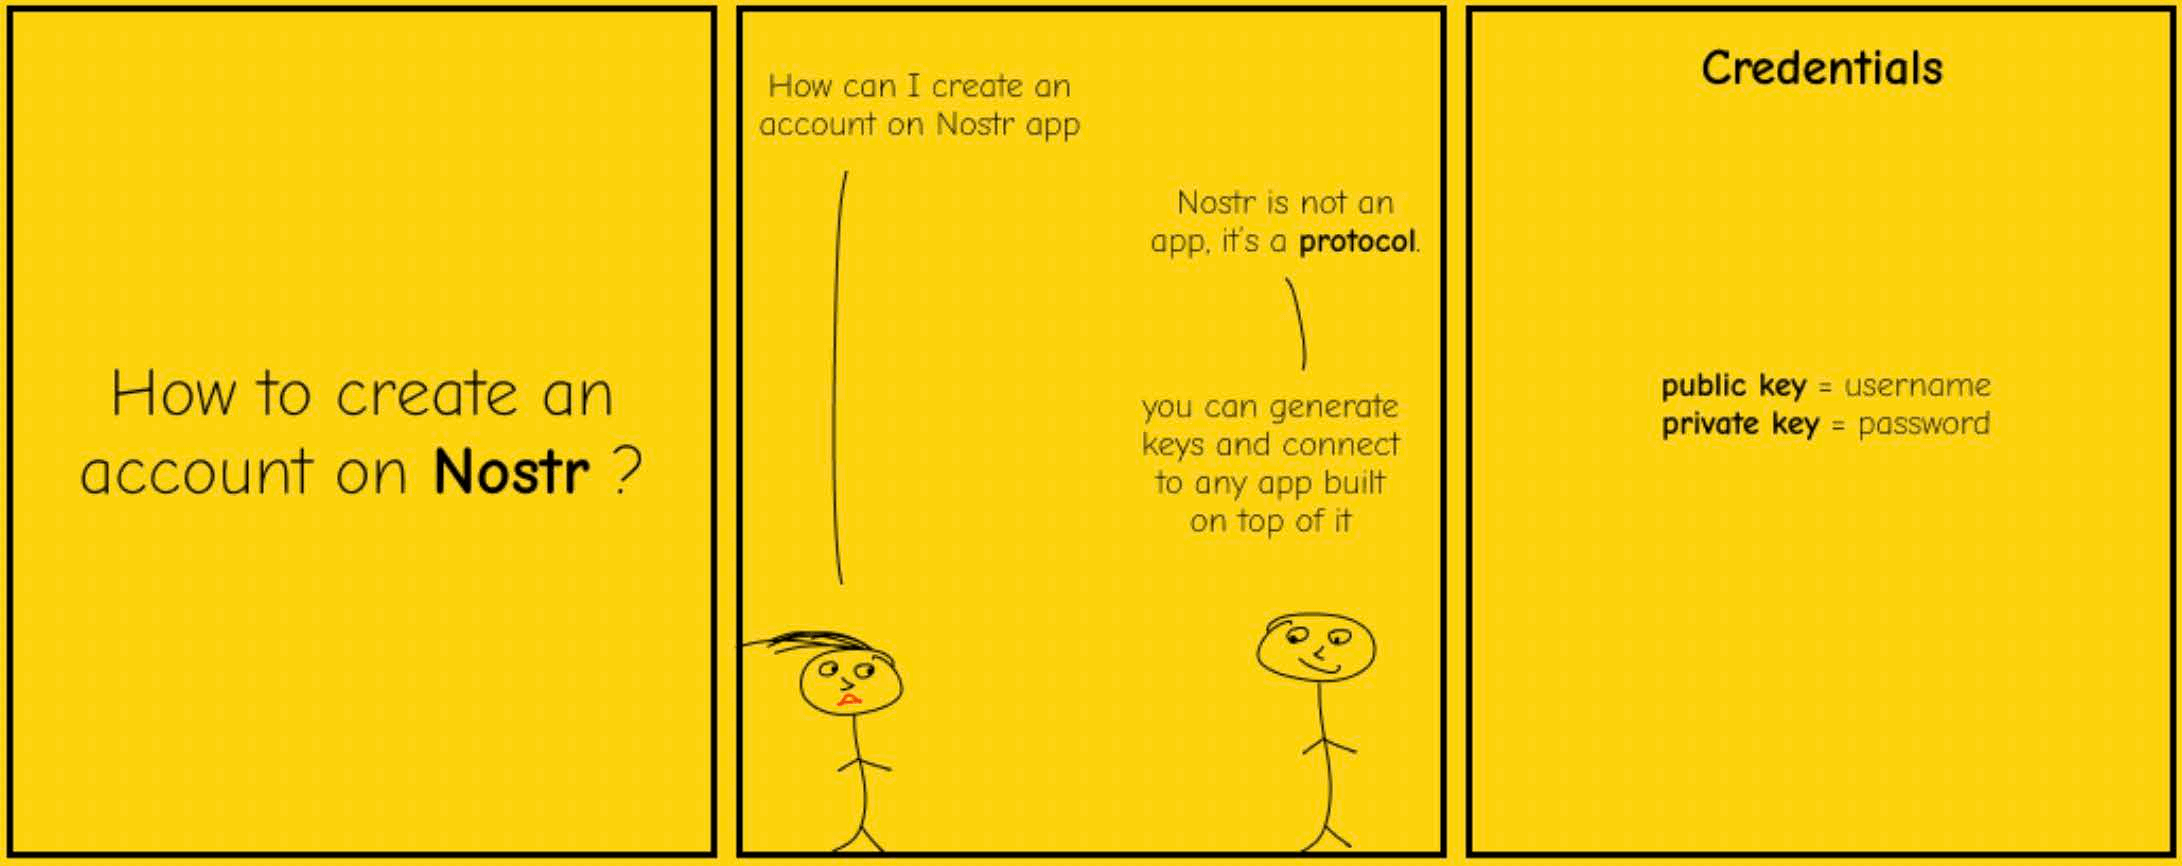 How to create an
account on Nostr ?
How can I create an
account on Nostr app
Nostr is not an
app, it's a protocol.
you can generate
keys and connect
to any app built
on top of it
Credentials
public key = username
private key = password